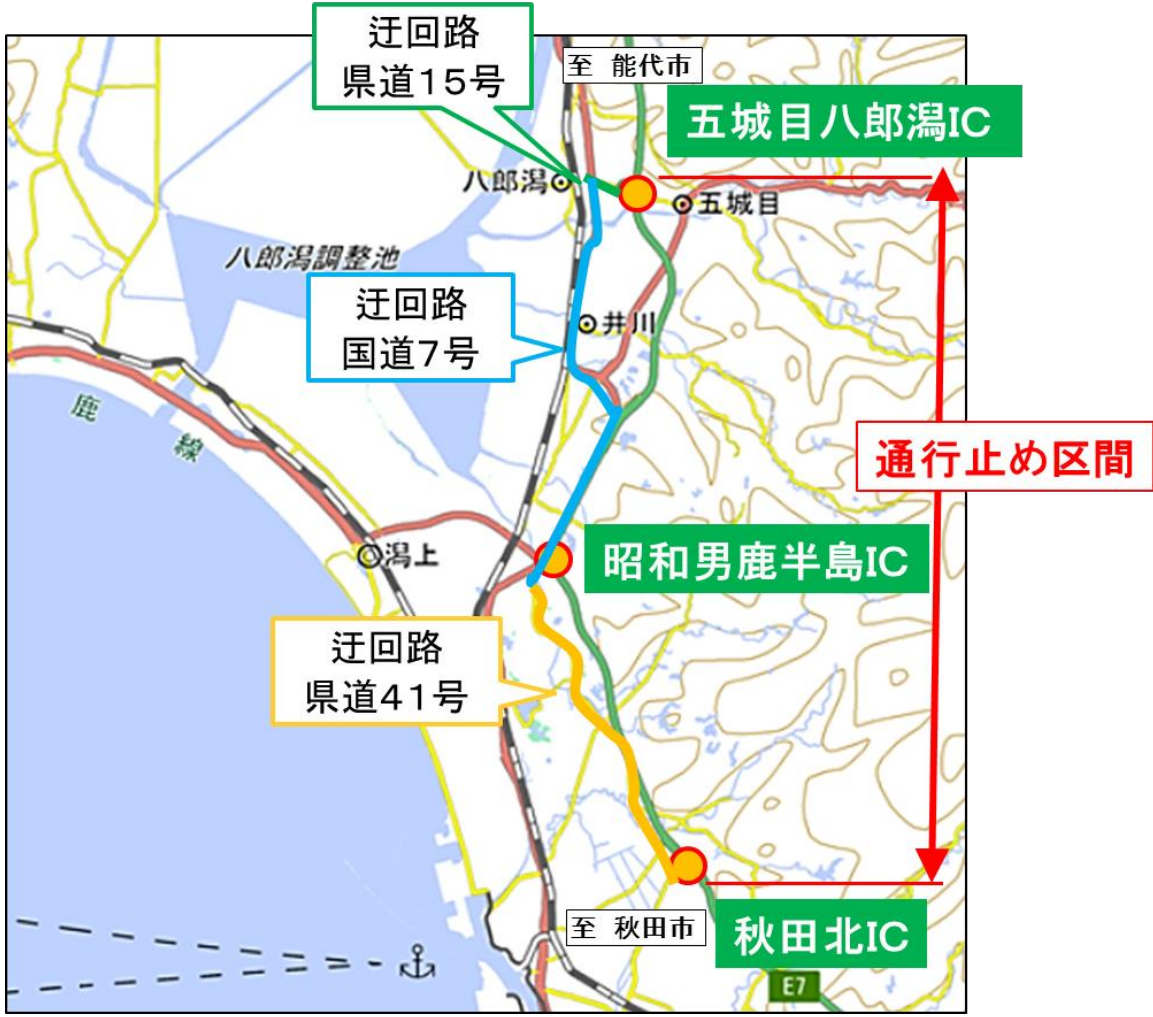 迂回路
県道15号
至 能代市
五城目八郎潟IC
八郎潟
五城目
八郎潟調整池
迂回路
国道7号
井川
鹿
線
通行止め区間
潟上
昭和男鹿半島IC
迂回路
県道41号
至 秋田市
秋田北IC
E7